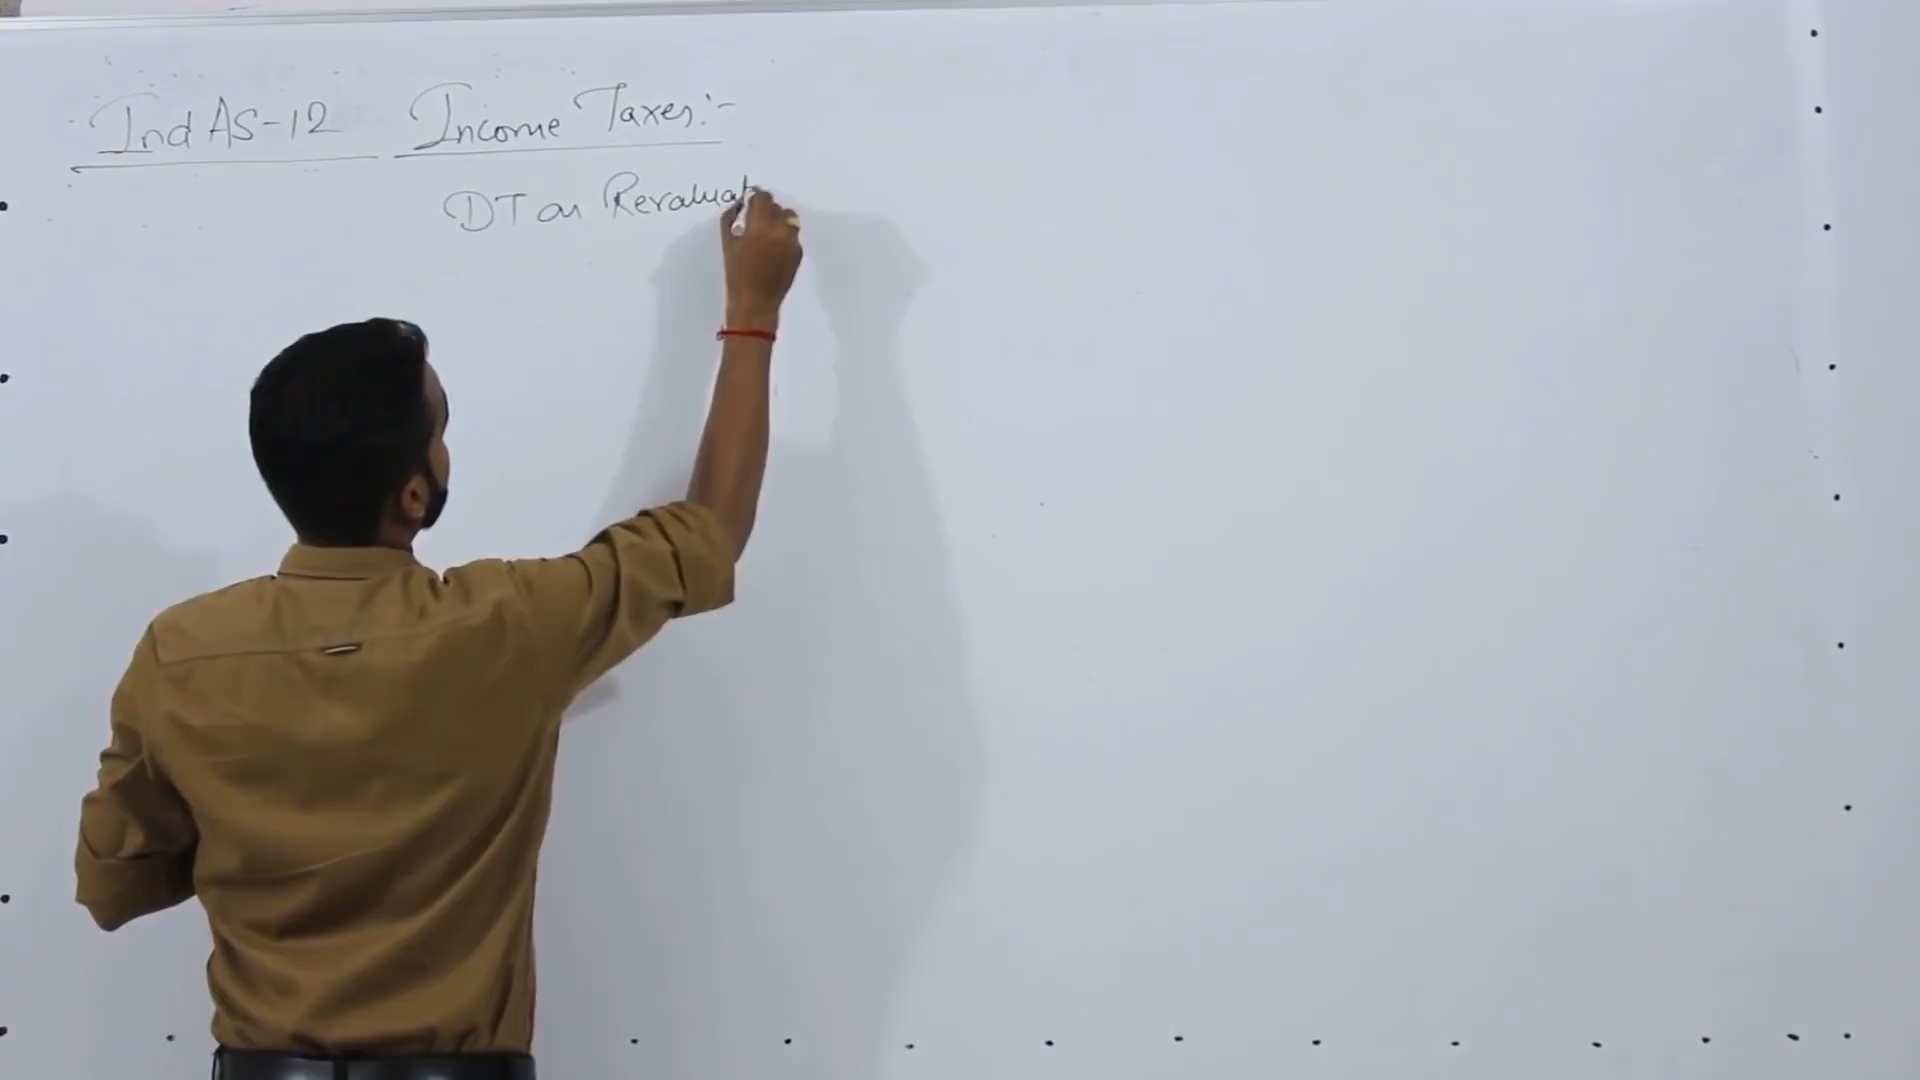 Ind AS-12 Income Taxes:-
DT on Revaluat